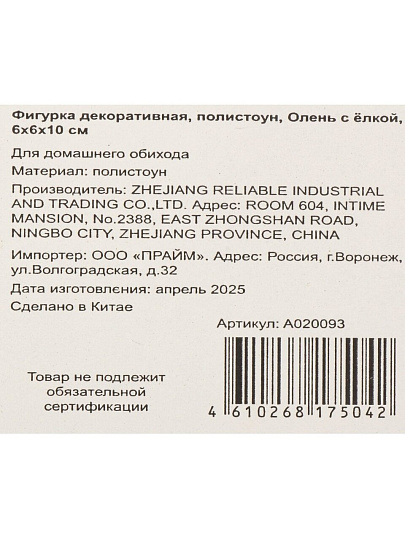 Фигурка декоративная, полистоун, Олень с ёлкой,
6х6х10 см
Для домашнего обихода
Материал: полистоун
Производитель: ZHEJIANG RELIABLE INDUSTRIAL
AND TRADING CO.,LTD. Адрес: ROOM 604, INTIME
MANSION, No.2388, EAST ZHONGSHAN ROAD,
NINGBO CITY, ZHEJIANG PROVINCE, CHINA
Импортер: ООО «ПРАЙМ». Адрес: Россия, г.Воронеж,
ул.Волгоградская, д.32
Дата изготовлєния: апрель 2025
Сделано в Китае
Артикул: А020093
Товар не подлежит
обязательной
сертификации
4 610268 175042